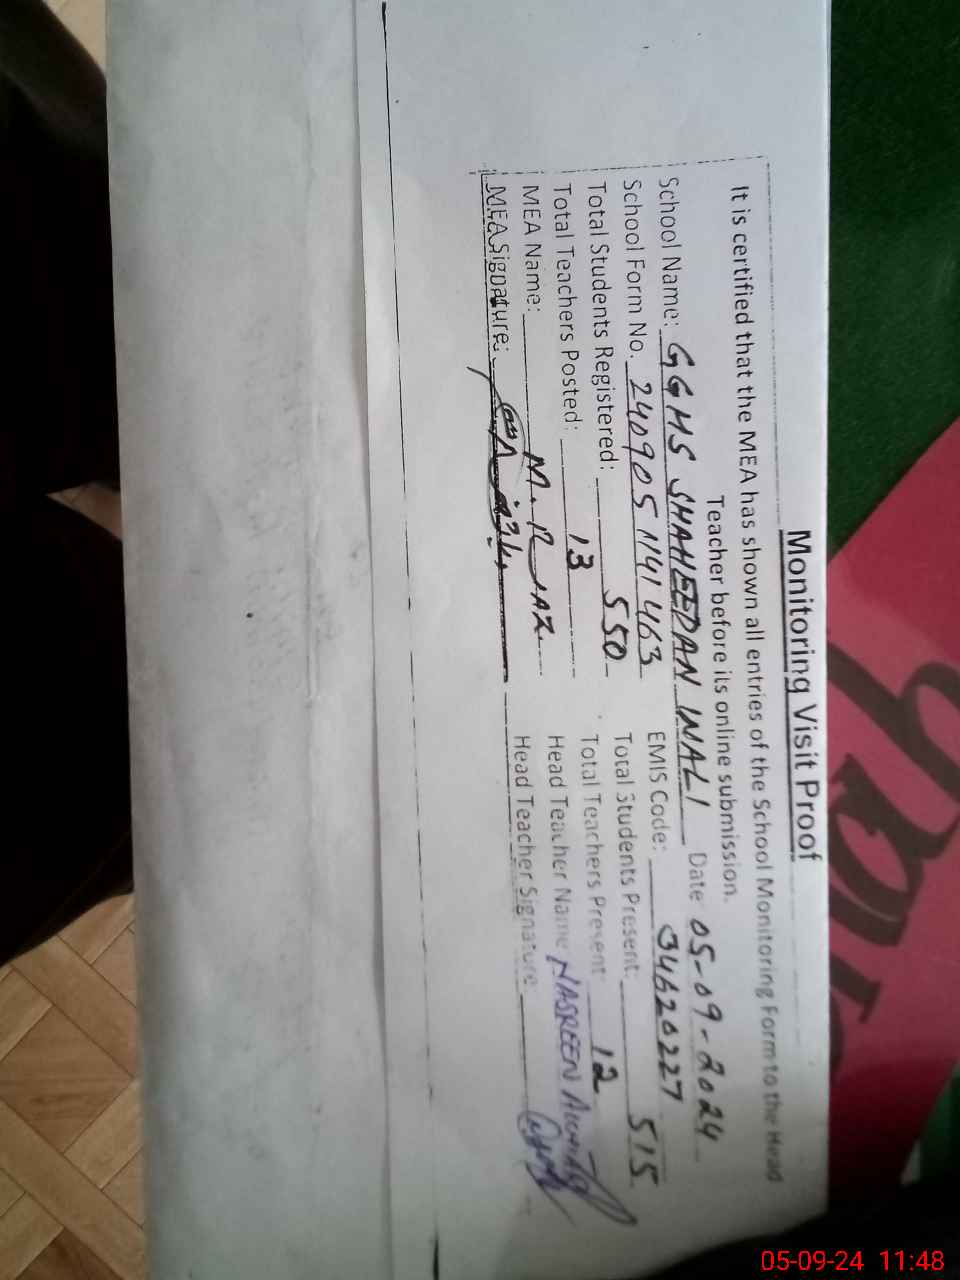 Monitoring Visit Proof
It is certified that the MEA has shown all entries of the School Monitoring Form to the Head
Teacher before its online submission.
School Name: GGHS SHAHEEDAN WALI Date 05-09-2024
School Form No. 240905 1141463 EMIS Code: 34620227
Total Students Registered: 550 Total Students Present: 515
Total Teachers Posted: 13 Total Teachers Present: 12
MEA Name: M. RIAZ Head Teacher Name NASREEN
MEA Signature: Head Teacher Signature:
05-09-24 11:48